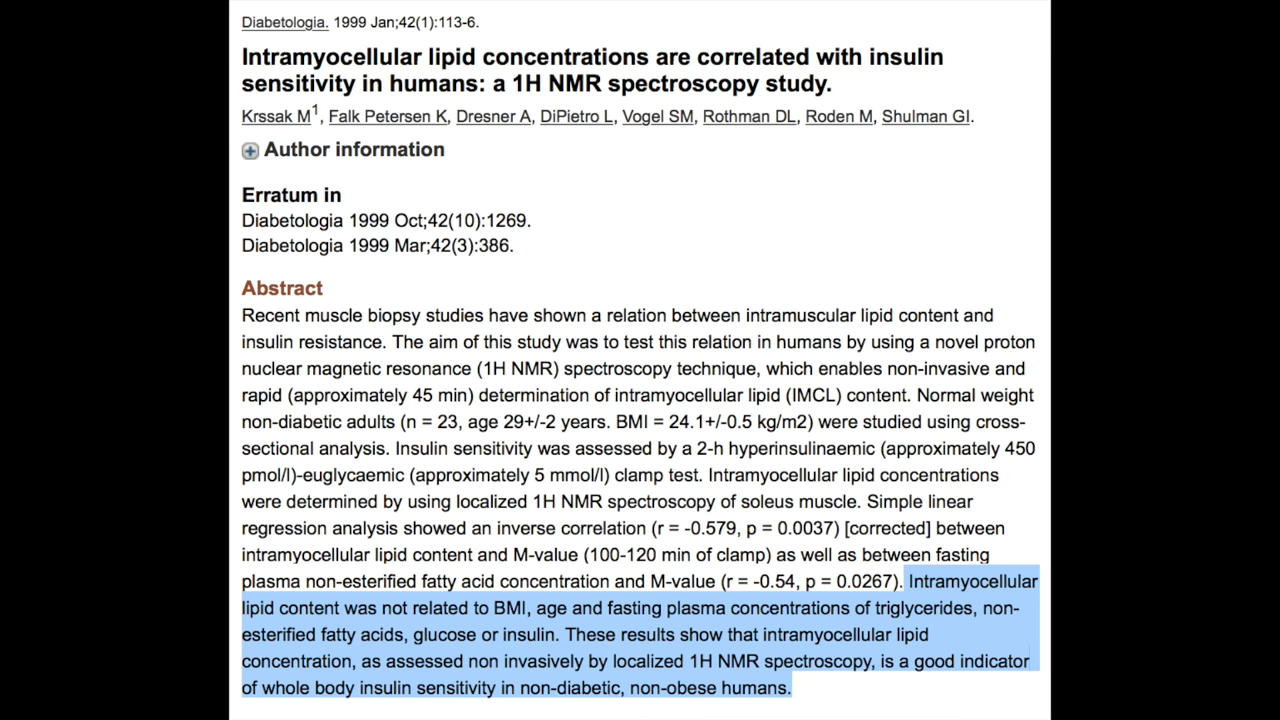 Diabetologia. 1999 Jan;42(1):113-6.
Intramyocellular lipid concentrations are correlated with insulin
sensitivity in humans: a 1H NMR spectroscopy study.
Krssak M1, Falk Petersen K, Dresner A, DiPietro L, Vogel SM, Rothman DL, Roden M, Shulman GI.
Author information
Erratum in
Diabetologia 1999 Oct;42(10):1269.
Diabetologia 1999 Mar;42(3):386.
Abstract
Recent muscle biopsy studies have shown a relation between intramuscular lipid content and
insulin resistance. The aim of this study was to test this relation in humans by using a novel proton
nuclear magnetic resonance (1H NMR) spectroscopy technique, which enables non-invasive and
rapid (approximately 45 min) determination of intramyocellular lipid (IMCL) content. Normal weight
non-diabetic adults (n = 23, age 29+/-2 years. BMI = 24.1+/-0.5 kg/m2) were studied using cross-
sectional analysis. Insulin sensitivity was assessed by a 2-h hyperinsulinaemic (approximately 450
pmol/l)-euglycaemic (approximately 5 mmol/l) clamp test. Intramyocellular lipid concentrations
were determined by using localized 1H NMR spectroscopy of soleus muscle. Simple linear
regression analysis showed an inverse correlation (r = -0.579, p = 0.0037) [corrected] between
intramyocellular lipid content and M-value (100-120 min of clamp) as well as between fasting
plasma non-esterified fatty acid concentration and M-value (r = -0.54, p = 0.0267). Intramyocellular
lipid content was not related to BMI, age and fasting plasma concentrations of triglycerides, non-
esterified fatty acids, glucose or insulin. These results show that intramyocellular lipid
concentration, as assessed non invasively by localized 1H NMR spectroscopy, is a good indicator
of whole body insulin sensitivity in non-diabetic, non-obese humans.